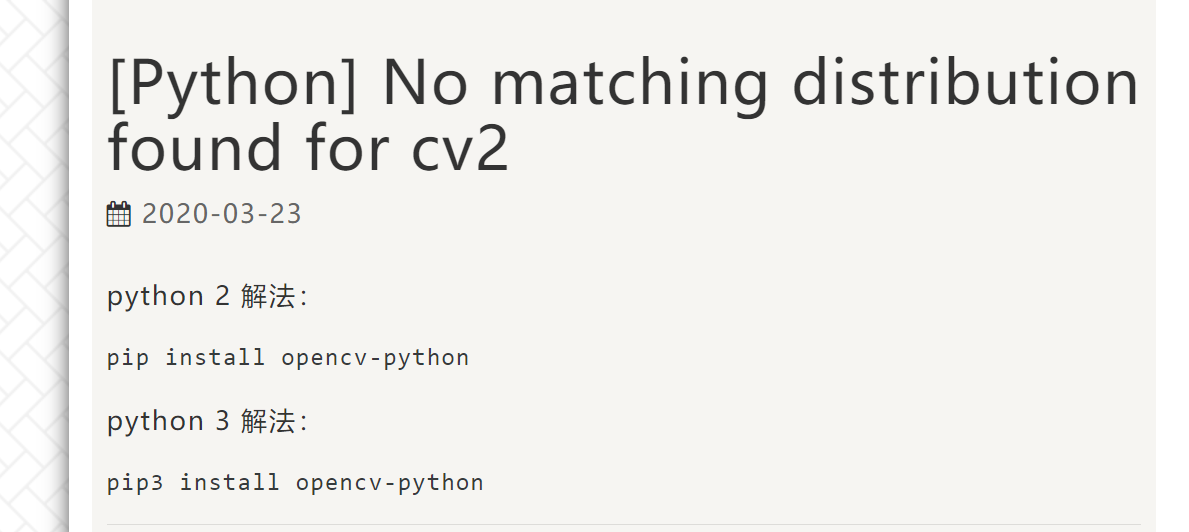 [Python] No matching distribution
found for cv2
2020-03-23
python 2 解法：
pip install opencv-python
python 3 解法：
pip3 install opencv-python